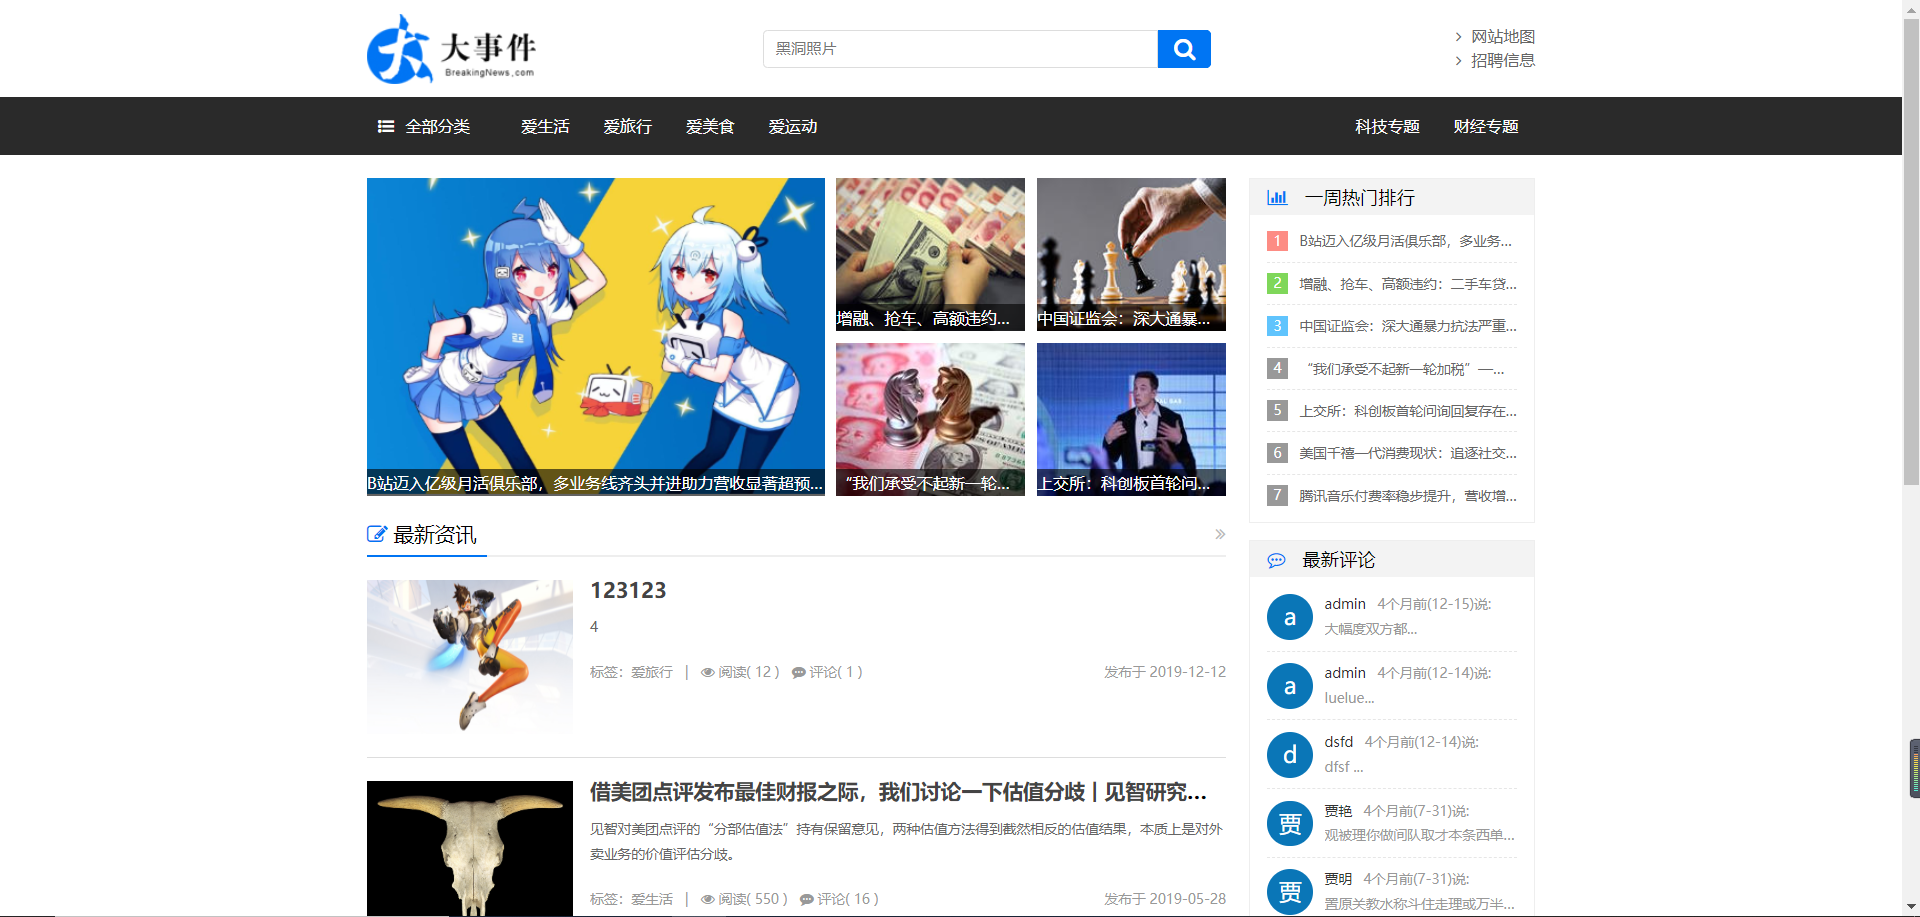 大事件
BreakingNews.com
黑洞照片
网站地图
招聘信息
全部分类
爱生活
爱旅行
爱美食
爱运动
科技专题
财经专题
B站迈入亿级月活俱乐部，多业务线齐头并进助力营收显著超预...
增融、抢车、高额违约...
中国证监会：深大通暴...
“我们承受不起新一轮...
上交所：科创板首轮问...
一周热门排行
1 B站迈入亿级月活俱乐部，多业务...
2 增融、抢车、高额违约：二手车贷...
3 中国证监会：深大通暴力抗法严重...
4 “我们承受不起新一轮加税”—...
5 上交所：科创板首轮问询回复存在...
6 美国千禧一代消费现状：追逐社交...
7 腾讯音乐付费率稳步提升，营收增...
最新资讯
123123
4
标签：爱旅行 | 阅读( 12 ) 评论( 1 ) 发布于 2019-12-12
借美团点评发布最佳财报之际，我们讨论一下估值分歧丨见智研究...
见智对美团点评的“分部估值法”持有保留意见，两种估值方法得到截然相反的估值结果，本质上是对外
卖业务的价值评估分歧。
标签：爱生活 | 阅读( 550 ) 评论( 16 ) 发布于 2019-05-28
最新评论
a admin 4个月前(12-15)说:
大幅度双方都...
a admin 4个月前(12-14)说:
luelue...
d dsfd 4个月前(12-14)说:
dfsf ...
贾 贾艳 4个月前(7-31)说:
观被理你做间队取才本条西单...
贾 贾明 4个月前(7-31)说:
置原关教水称斗住走理或万半...